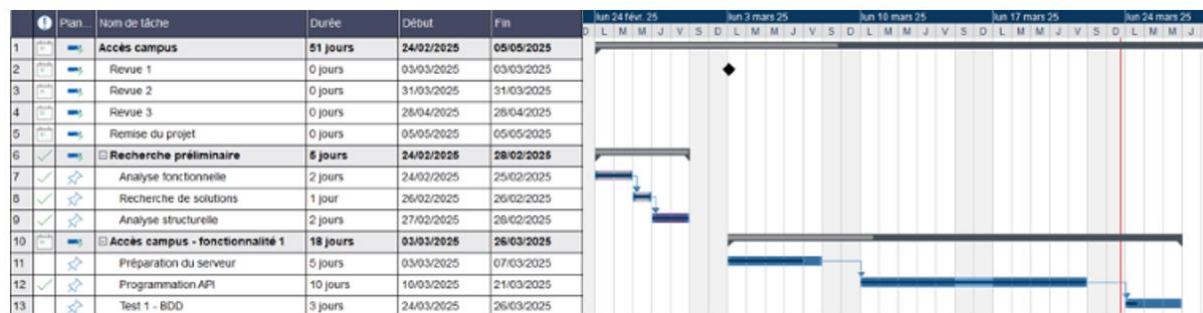 Plan... Nom de tâche Durée Début Fin lun 24 févr. 25 lun 3 mars 25 lun 10 mars 25 lun 17 mars 25 lun 24 mars 25
D L M M J V S D L M M J V S D L M M J V S D L M M J V S D L M M J
1 Accès campus 51 jours 24/02/2025 05/05/2025
2 Revue 1 0 jours 03/03/2025 03/03/2025
3 Revue 2 0 jours 31/03/2025 31/03/2025
4 Revue 3 0 jours 28/04/2025 28/04/2025
5 Remise du projet 0 jours 05/05/2025 05/05/2025
6 Recherche préliminaire 5 jours 24/02/2025 28/02/2025
7 Analyse fonctionnelle 2 jours 24/02/2025 25/02/2025
8 Recherche de solutions 1 jour 26/02/2025 26/02/2025
9 Analyse structurelle 2 jours 27/02/2025 28/02/2025
10 Accès campus - fonctionnalité 1 18 jours 03/03/2025 26/03/2025
11 Préparation du serveur 5 jours 03/03/2025 07/03/2025
12 Programmation API 10 jours 10/03/2025 21/03/2025
13 Test 1 - BDD 3 jours 24/03/2025 26/03/2025